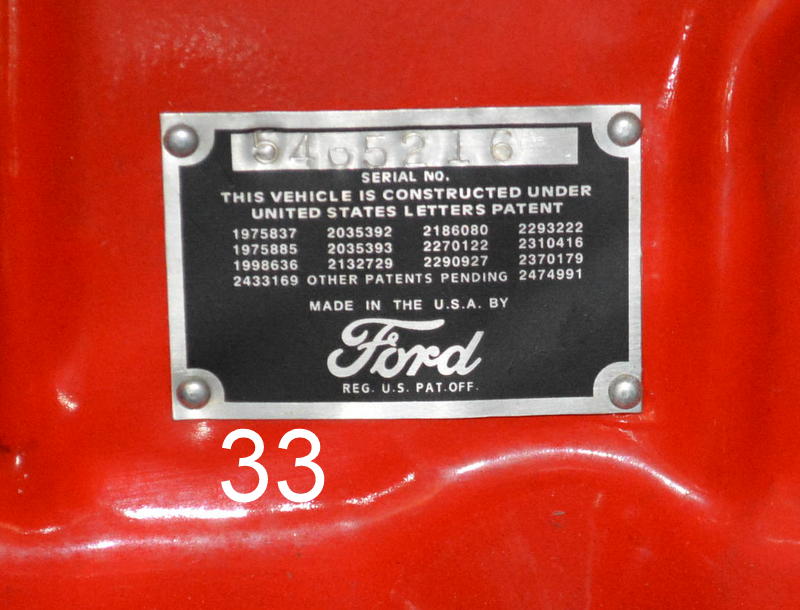 5465216
SERIAL NO.
THIS VEHICLE IS CONSTRUCTED UNDER
UNITED STATES LETTERS PATENT
1975837 2035392 2186080 2293222
1975885 2035393 2270122 2310416
1998636 2132729 2290927 2370179
2433169 OTHER PATENTS PENDING 2474991
MADE IN THE U.S.A. BY
Ford
REG. U.S. PAT.OFF.
33